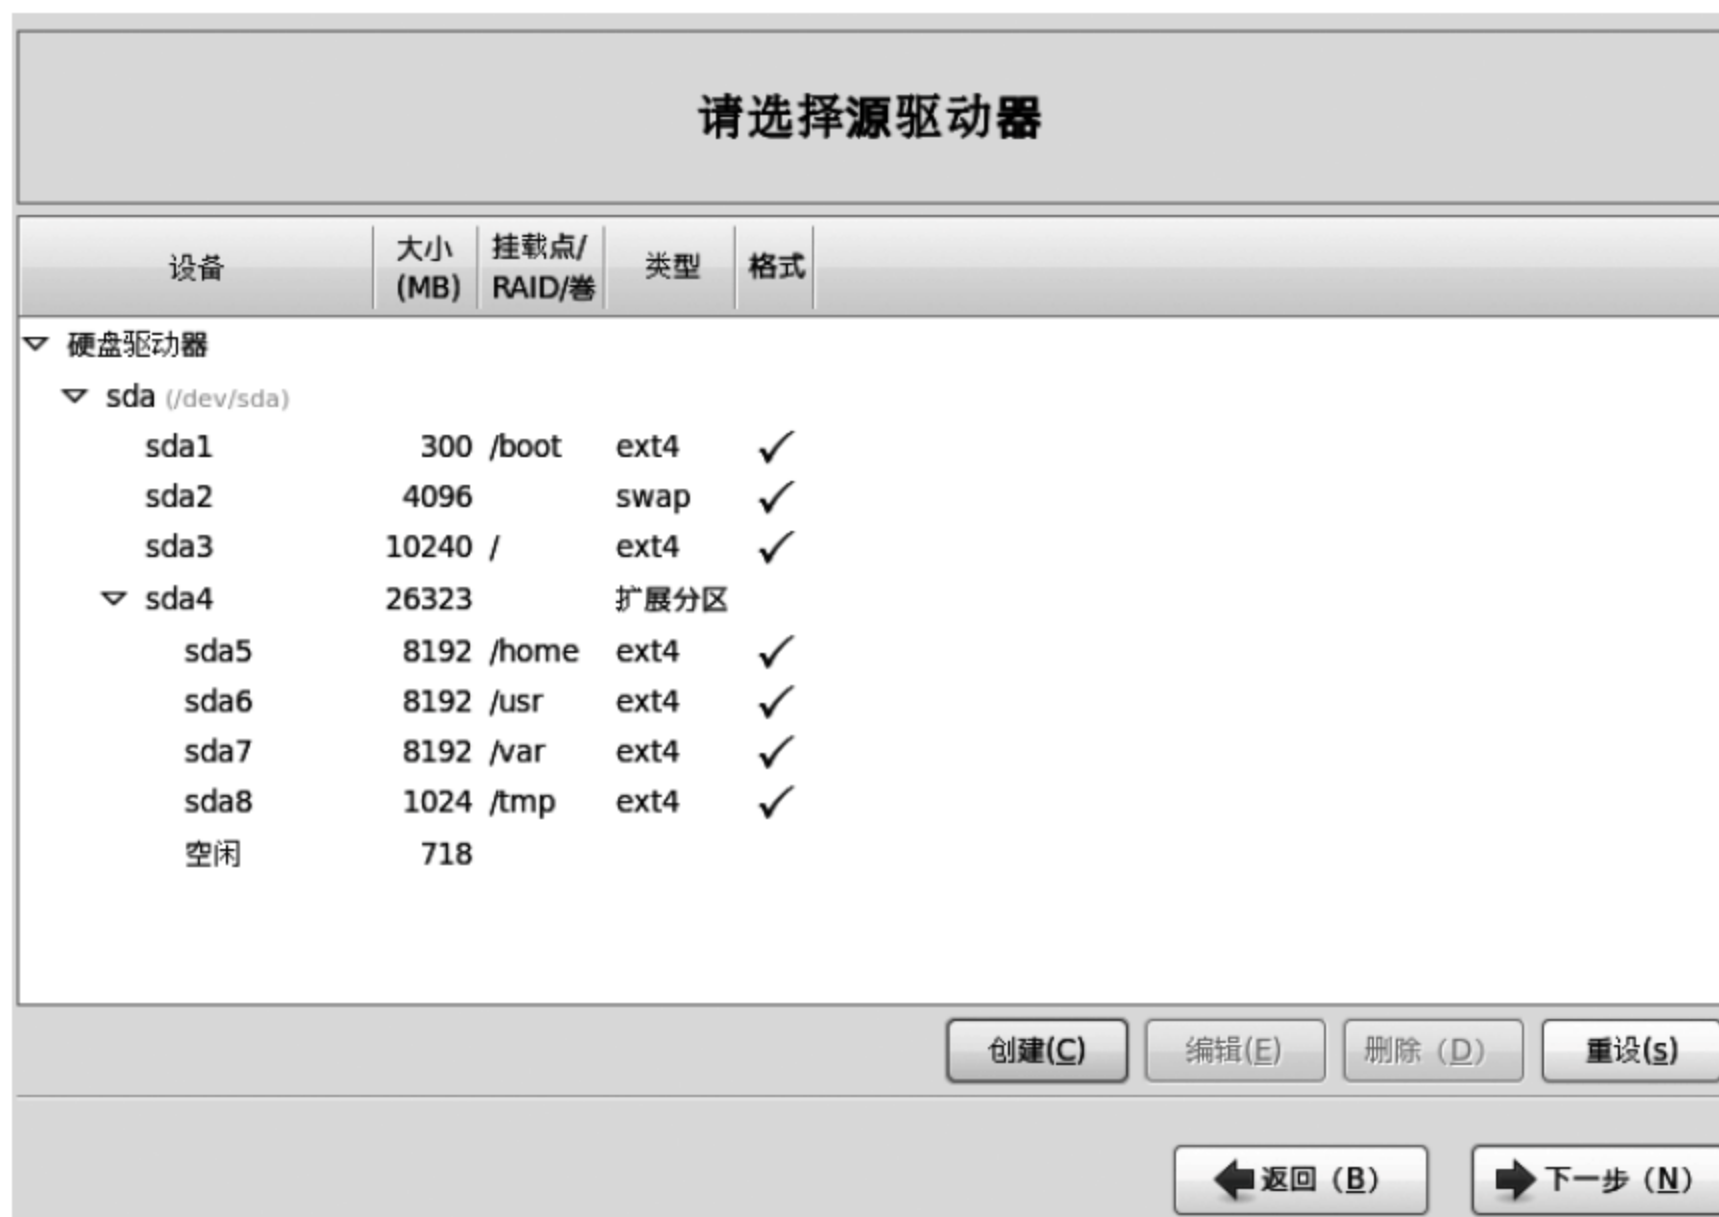 请选择源驱动器
设备 大小 (MB) 挂载点/ RAID/卷 类型 格式
硬盘驱动器
sda (/dev/sda)
sda1 300 /boot ext4 ✓
sda2 4096 swap ✓
sda3 10240 / ext4 ✓
sda4 26323 扩展分区
sda5 8192 /home ext4 ✓
sda6 8192 /usr ext4 ✓
sda7 8192 /var ext4 ✓
sda8 1024 /tmp ext4 ✓
空闲 718
创建(C) 编辑(E) 删除（D） 重设(s)
返回（B） 下一步（N）